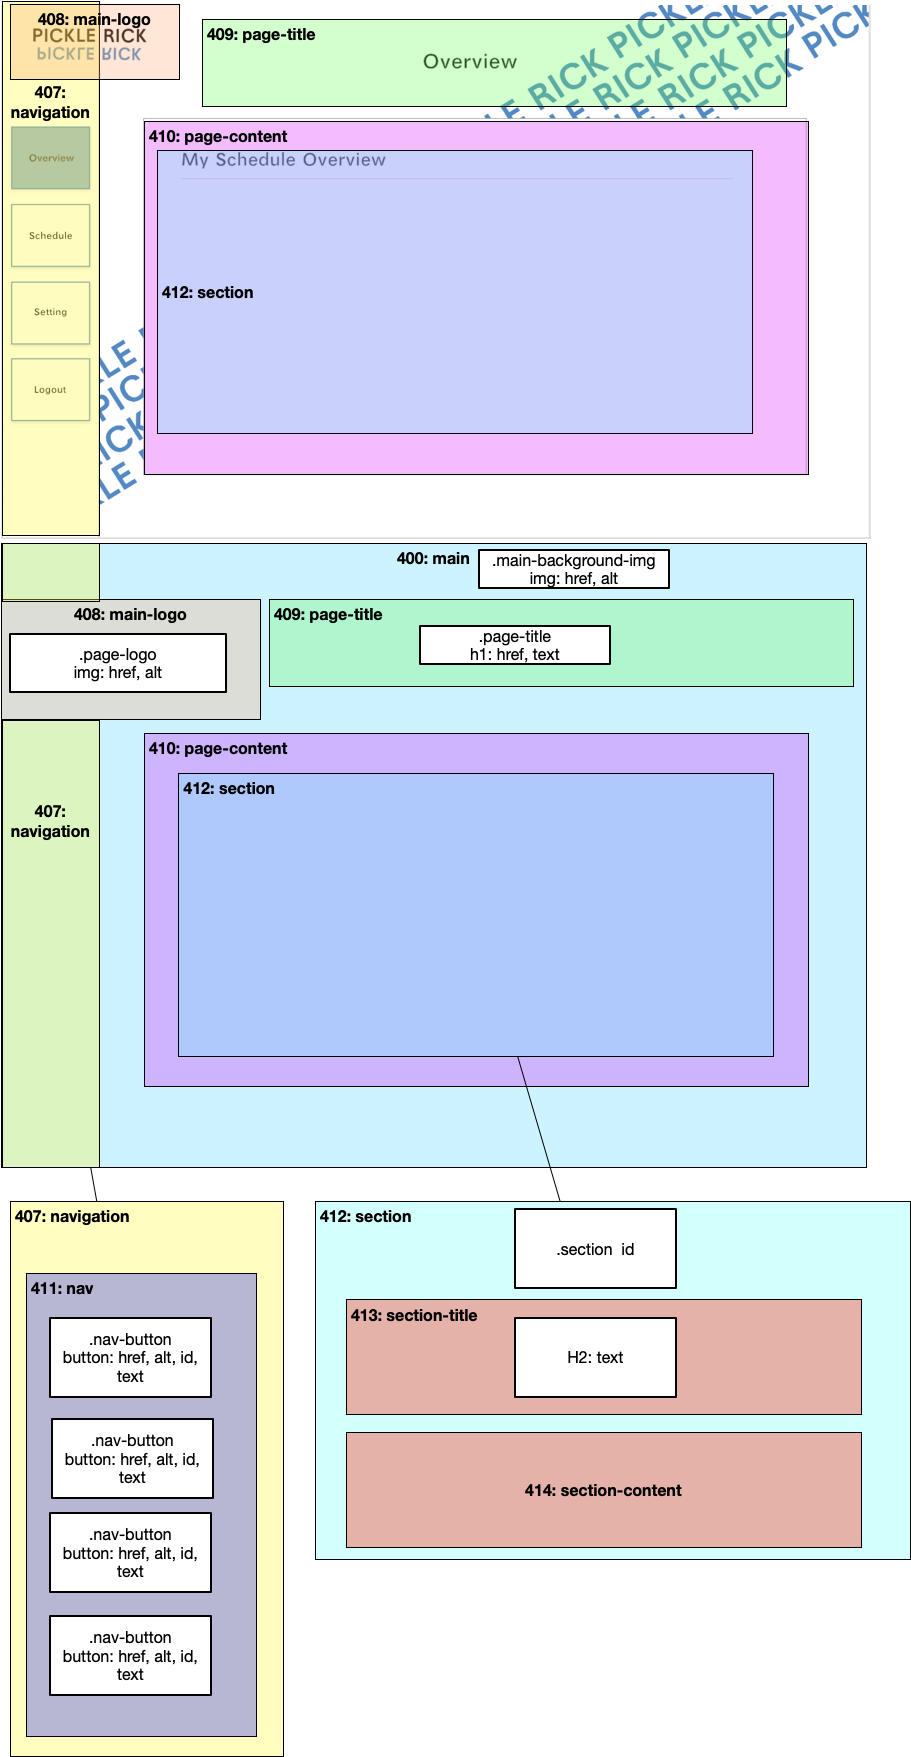 408: main-logo
PICKLE RICK
PICKLE RICK
409: page-title
Overview
LE RICK PICKLE
RICK PICKLE
RICK PICK
407:
navigation
410: page-content
My Schedule Overview
Overview
Schedule
412: section
Setting
Logout
400: main
.main-background-img
img: href, alt
408: main-logo
.page-logo
img: href, alt
409: page-title
.page-title
h1: href, text
410: page-content
412: section
407:
navigation
407: navigation
411: nav
.nav-button
button: href, alt, id,
text
.nav-button
button: href, alt, id,
text
.nav-button
button: href, alt, id,
text
.nav-button
button: href, alt, id,
text
412: section
.section id
413: section-title
H2: text
414: section-content